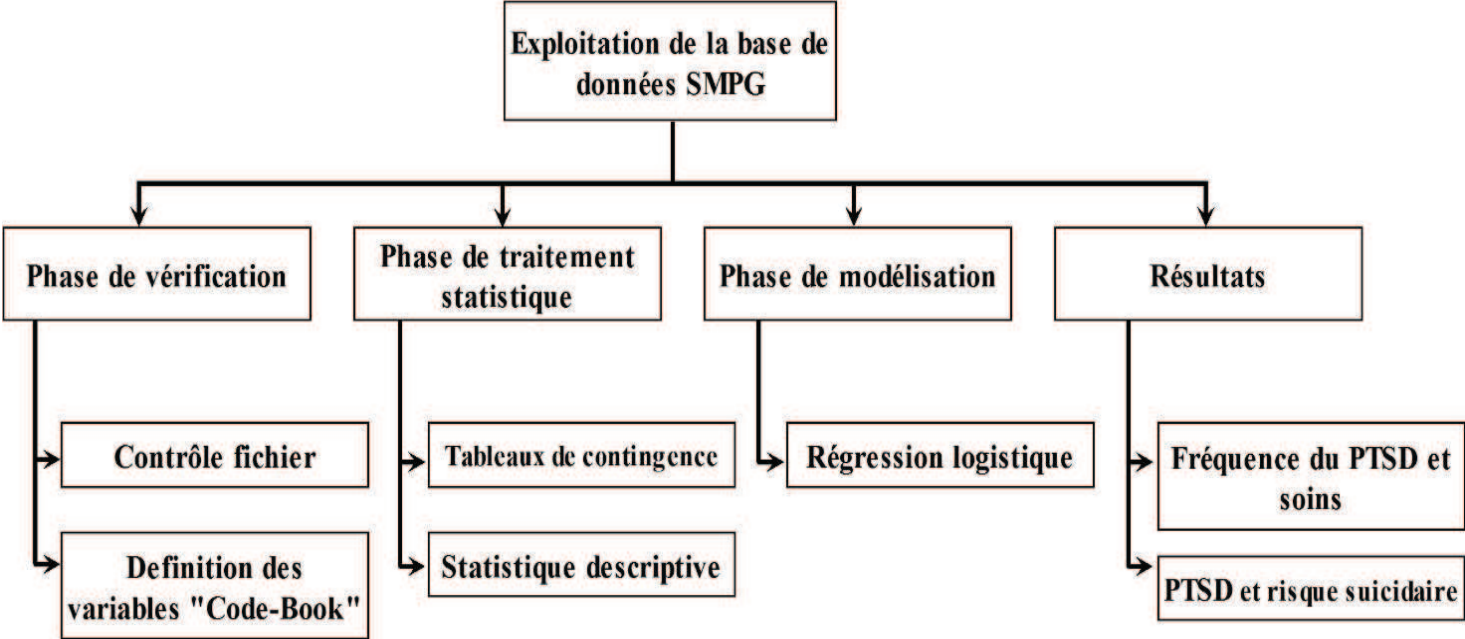 Exploitation de la base de
données SMPG
Phase de vérification
Phase de traitement
statistique
Phase de modélisation
Résultats
Contrôle fichier
Definition des
variables "Code-Book"
Tableaux de contingence
Statistique descriptive
Régression logistique
Fréquence du PTSD et
soins
PTSD et risque suicidaire